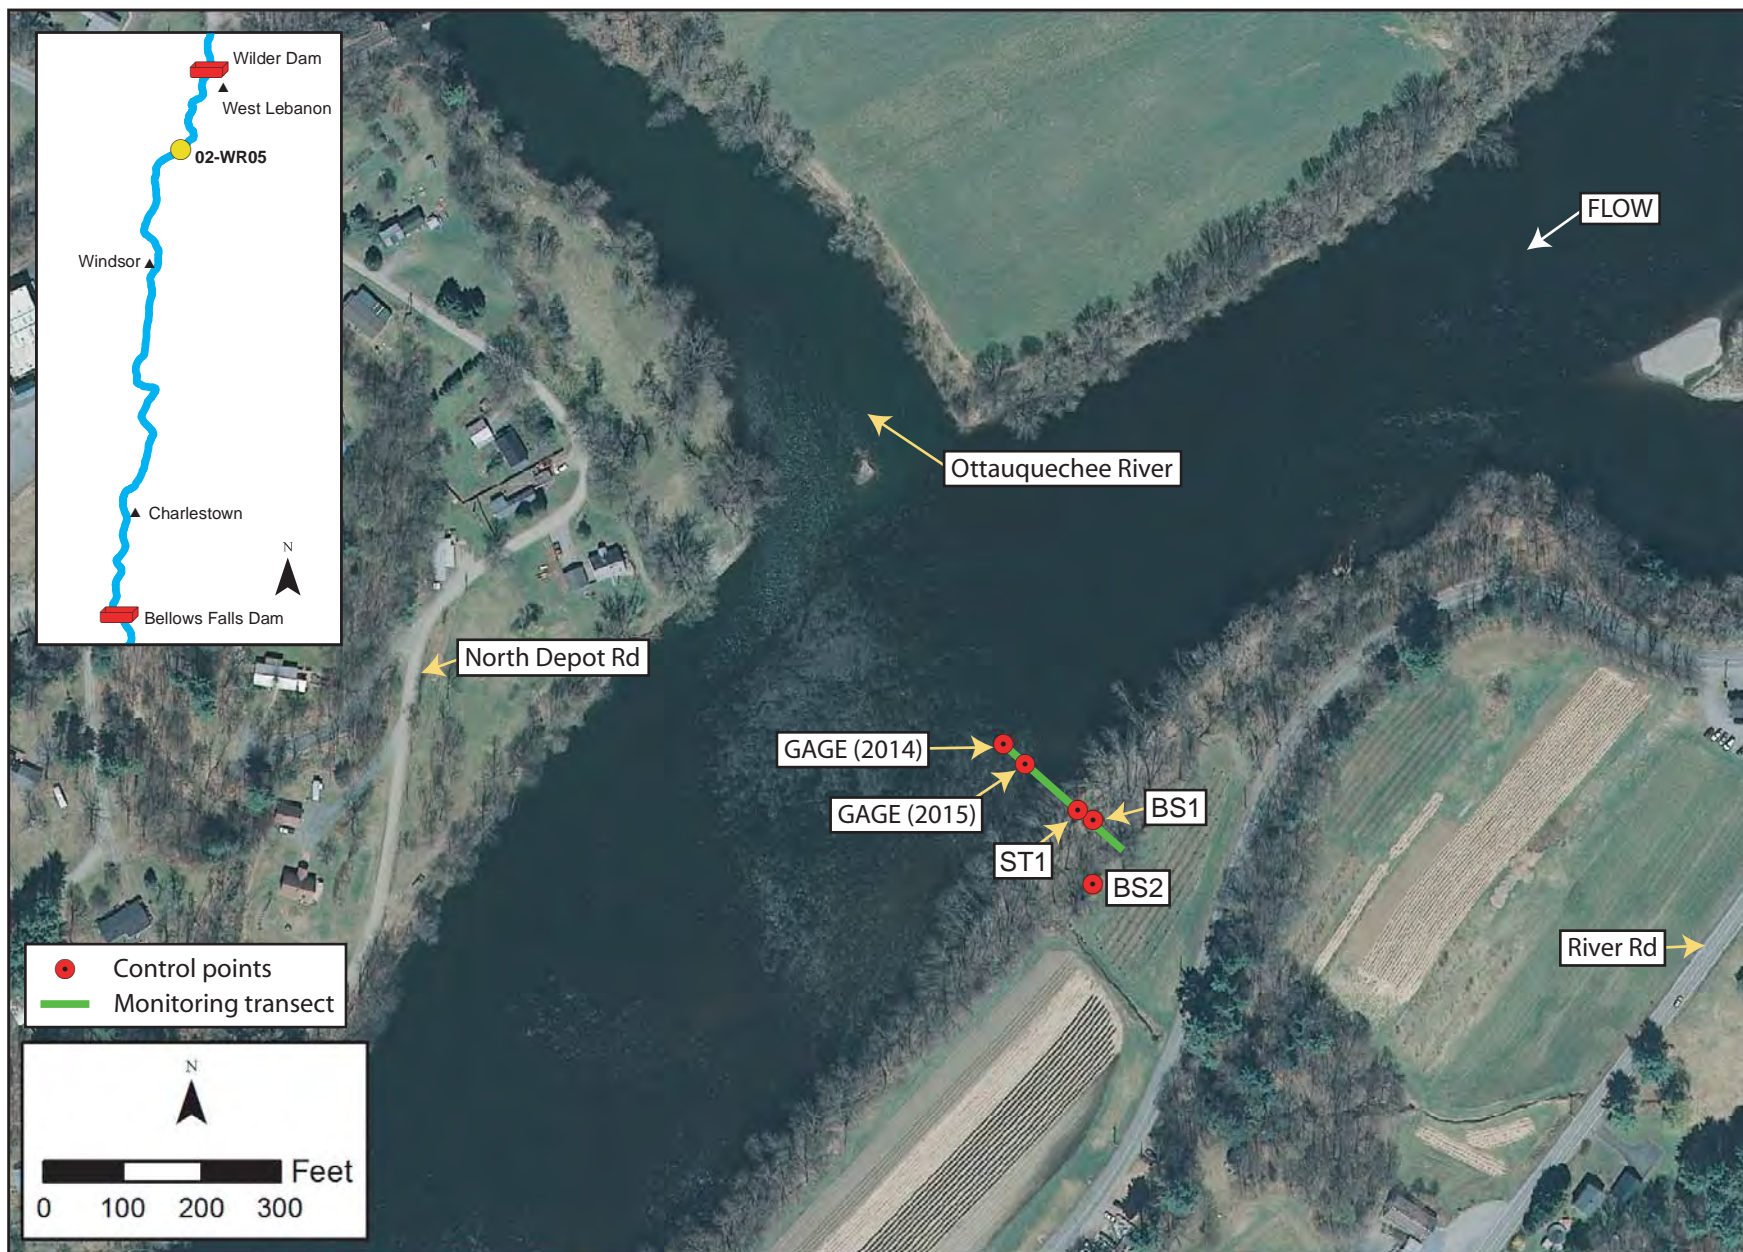 Wilder Dam
West Lebanon
02-WR05
Windsor
Charlestown
N
Bellows Falls Dam
FLOW
Ottauquechee River
North Depot Rd
GAGE (2014)
GAGE (2015)
BS1
ST1
BS2
River Rd
Control points
Monitoring transect
N
Feet
0 100 200 300